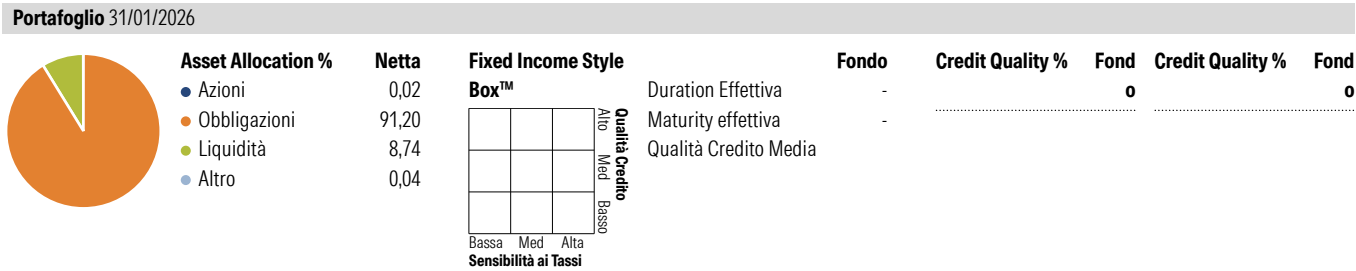 Portafoglio 31/01/2026
Asset Allocation % Netta
Azioni 0,02
Obbligazioni 91,20
Liquidità 8,74
Altro 0,04
Fixed Income Style
Box™
Alto Med Basso
Qualità Credito
Bassa Med Alta
Sensibilità ai Tassi
Fondo
Duration Effettiva -
Maturity effettiva -
Qualità Credito Media
Credit Quality % Fond Credit Quality % Fond
o o